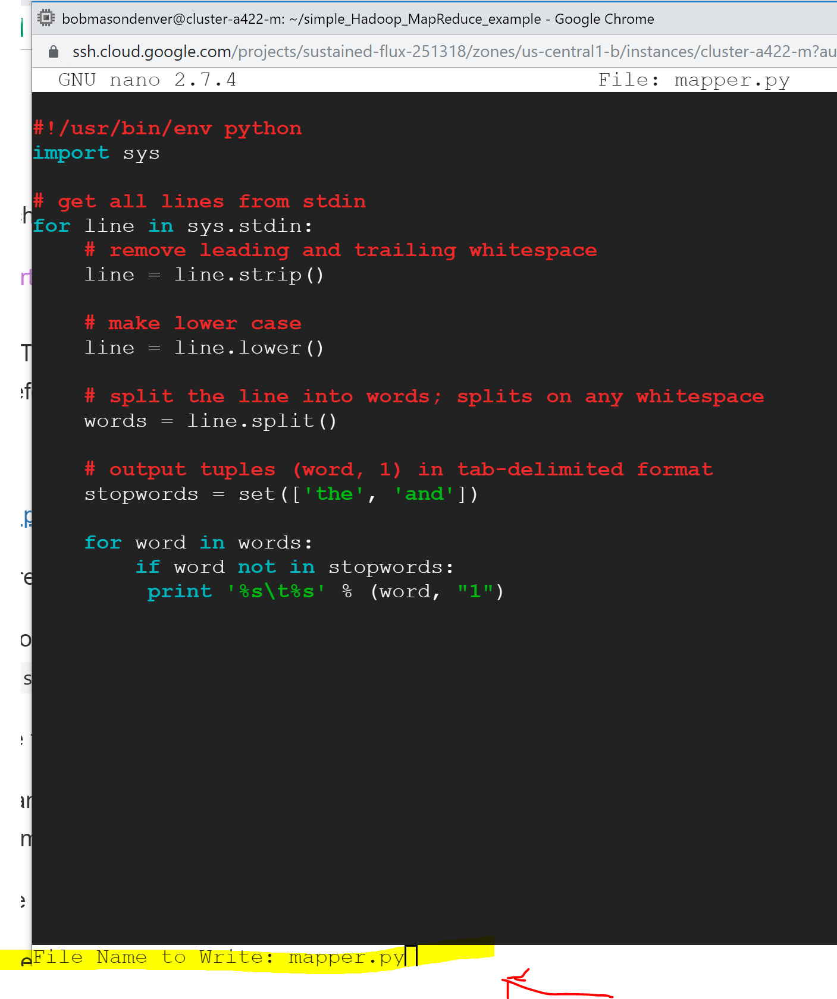 bobmasondenver@cluster-a422-m: ~/simple_Hadoop_MapReduce_example - Google Chrome
ssh.cloud.google.com/projects/sustained-flux-251318/zones/us-central1-b/instances/cluster-a422-m?au
GNU nano 2.7.4 File: mapper.py
#!/usr/bin/env python
import sys
# get all lines from stdin
for line in sys.stdin:
    # remove leading and trailing whitespace
    line = line.strip()
    # make lower case
    line = line.lower()
    # split the line into words; splits on any whitespace
    words = line.split()
    # output tuples (word, 1) in tab-delimited format
    stopwords = set(['the', 'and'])
    for word in words:
        if word not in stopwords:
         print '%s\t%s' % (word, "1")
File Name to Write: mapper.py